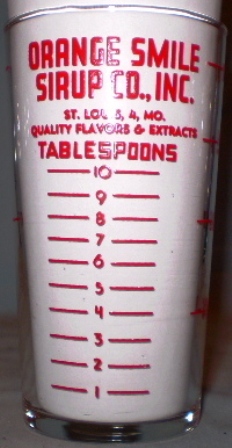 ORANGE SMILE
SIRUP CO., INC.
ST. LOUIS, 4, MO.
QUALITY FLAVORS & EXTRACTS
TABLESPOONS
10
9
8
7
6
5
4
3
2
1